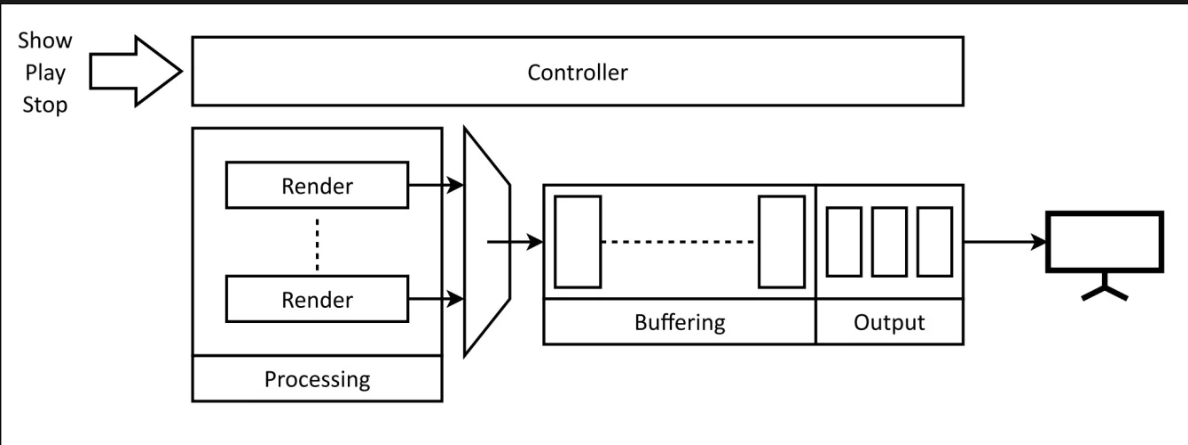 Show
Play
Stop
Controller
Render
Render
Processing
Buffering
Output